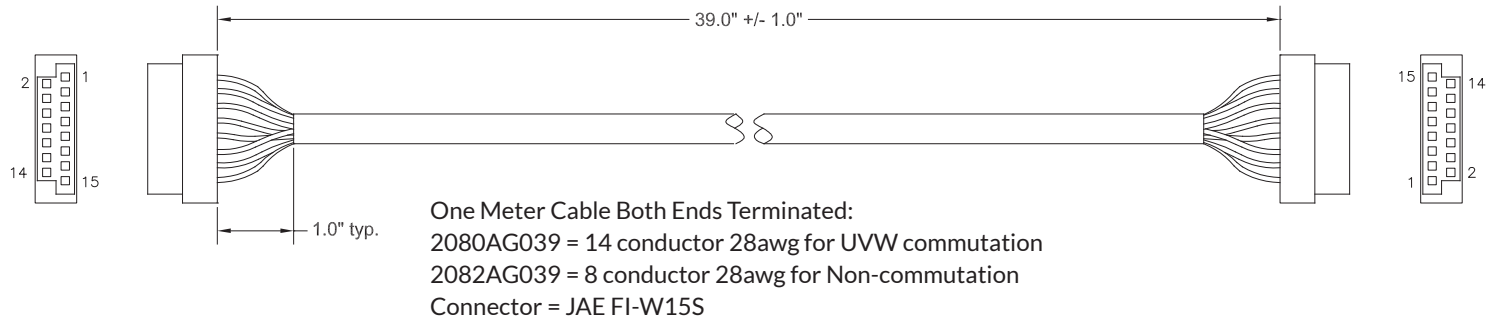 39.0" +/- 1.0"
2 1
15 14
14 15
1 2
1.0" typ.
One Meter Cable Both Ends Terminated:
2080AG039 = 14 conductor 28awg for UVW commutation
2082AG039 = 8 conductor 28awg for Non-commutation
Connector = JAE FI-W15S